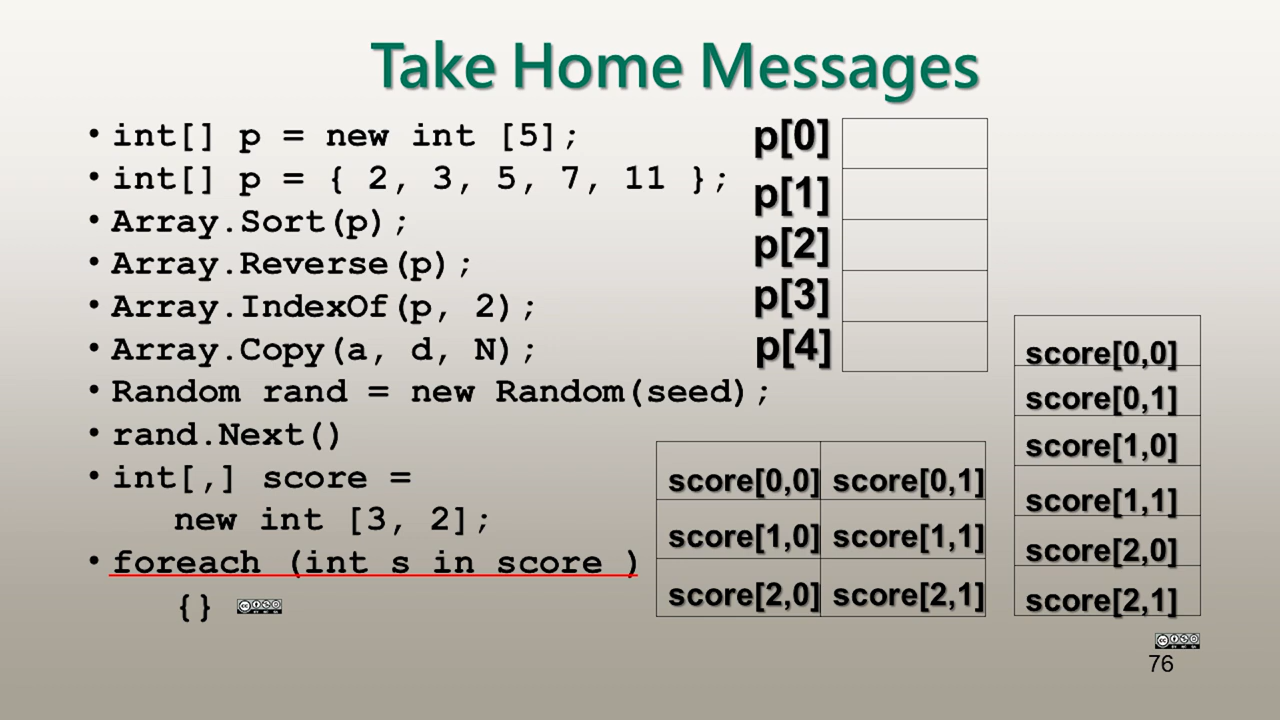 Take Home Messages
• int[] p = new int [5];
• int[] p = { 2, 3, 5, 7, 11 };
• Array.Sort(p);
• Array.Reverse(p);
• Array.IndexOf(p, 2);
• Array.Copy(a, d, N);
• Random rand = new Random(seed);
• rand.Next()
• int[,] score =
new int [3, 2];
• foreach (int s in score )
{}
p[0]
p[1]
p[2]
p[3]
p[4]
score[0,0] score[0,1]
score[1,0] score[1,1]
score[2,0] score[2,1]
score[0,0]
score[0,1]
score[1,0]
score[1,1]
score[2,0]
score[2,1]
76